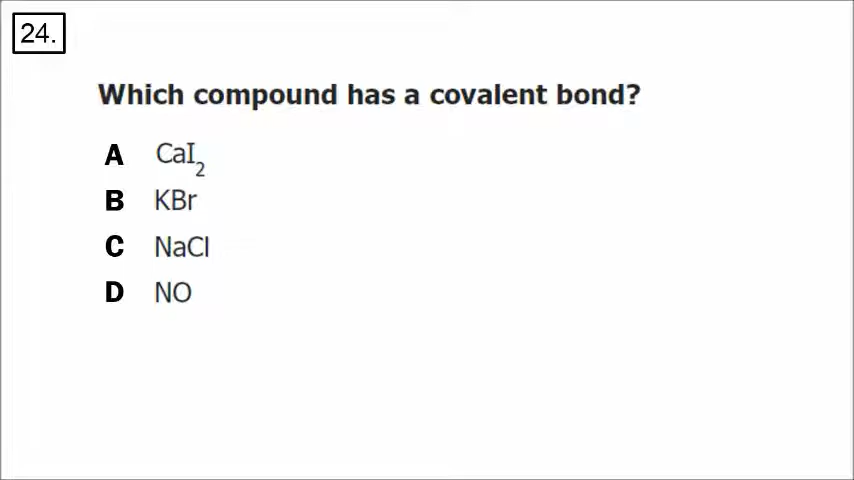 24.
Which compound has a covalent bond?
A CaI₂
B KBr
C NaCl
D NO